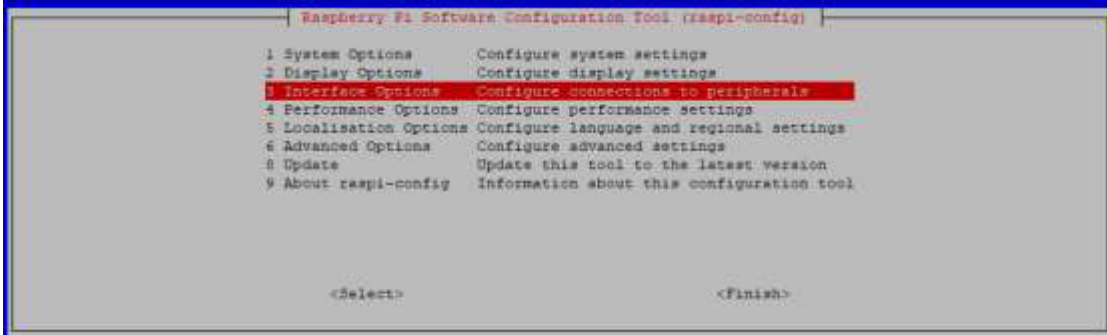 Raspberry Pi Software Configuration Tool (raspi-config)
1 System Options Configure system settings
2 Display Options Configure display settings
3 Interface Options Configure connections to peripherals
4 Performance Options Configure performance settings
5 Localisation Options Configure language and regional settings
6 Advanced Options Configure advanced settings
8 Update Update this tool to the latest version
9 About raspi-config Information about this configuration tool
<Select> <Finish>